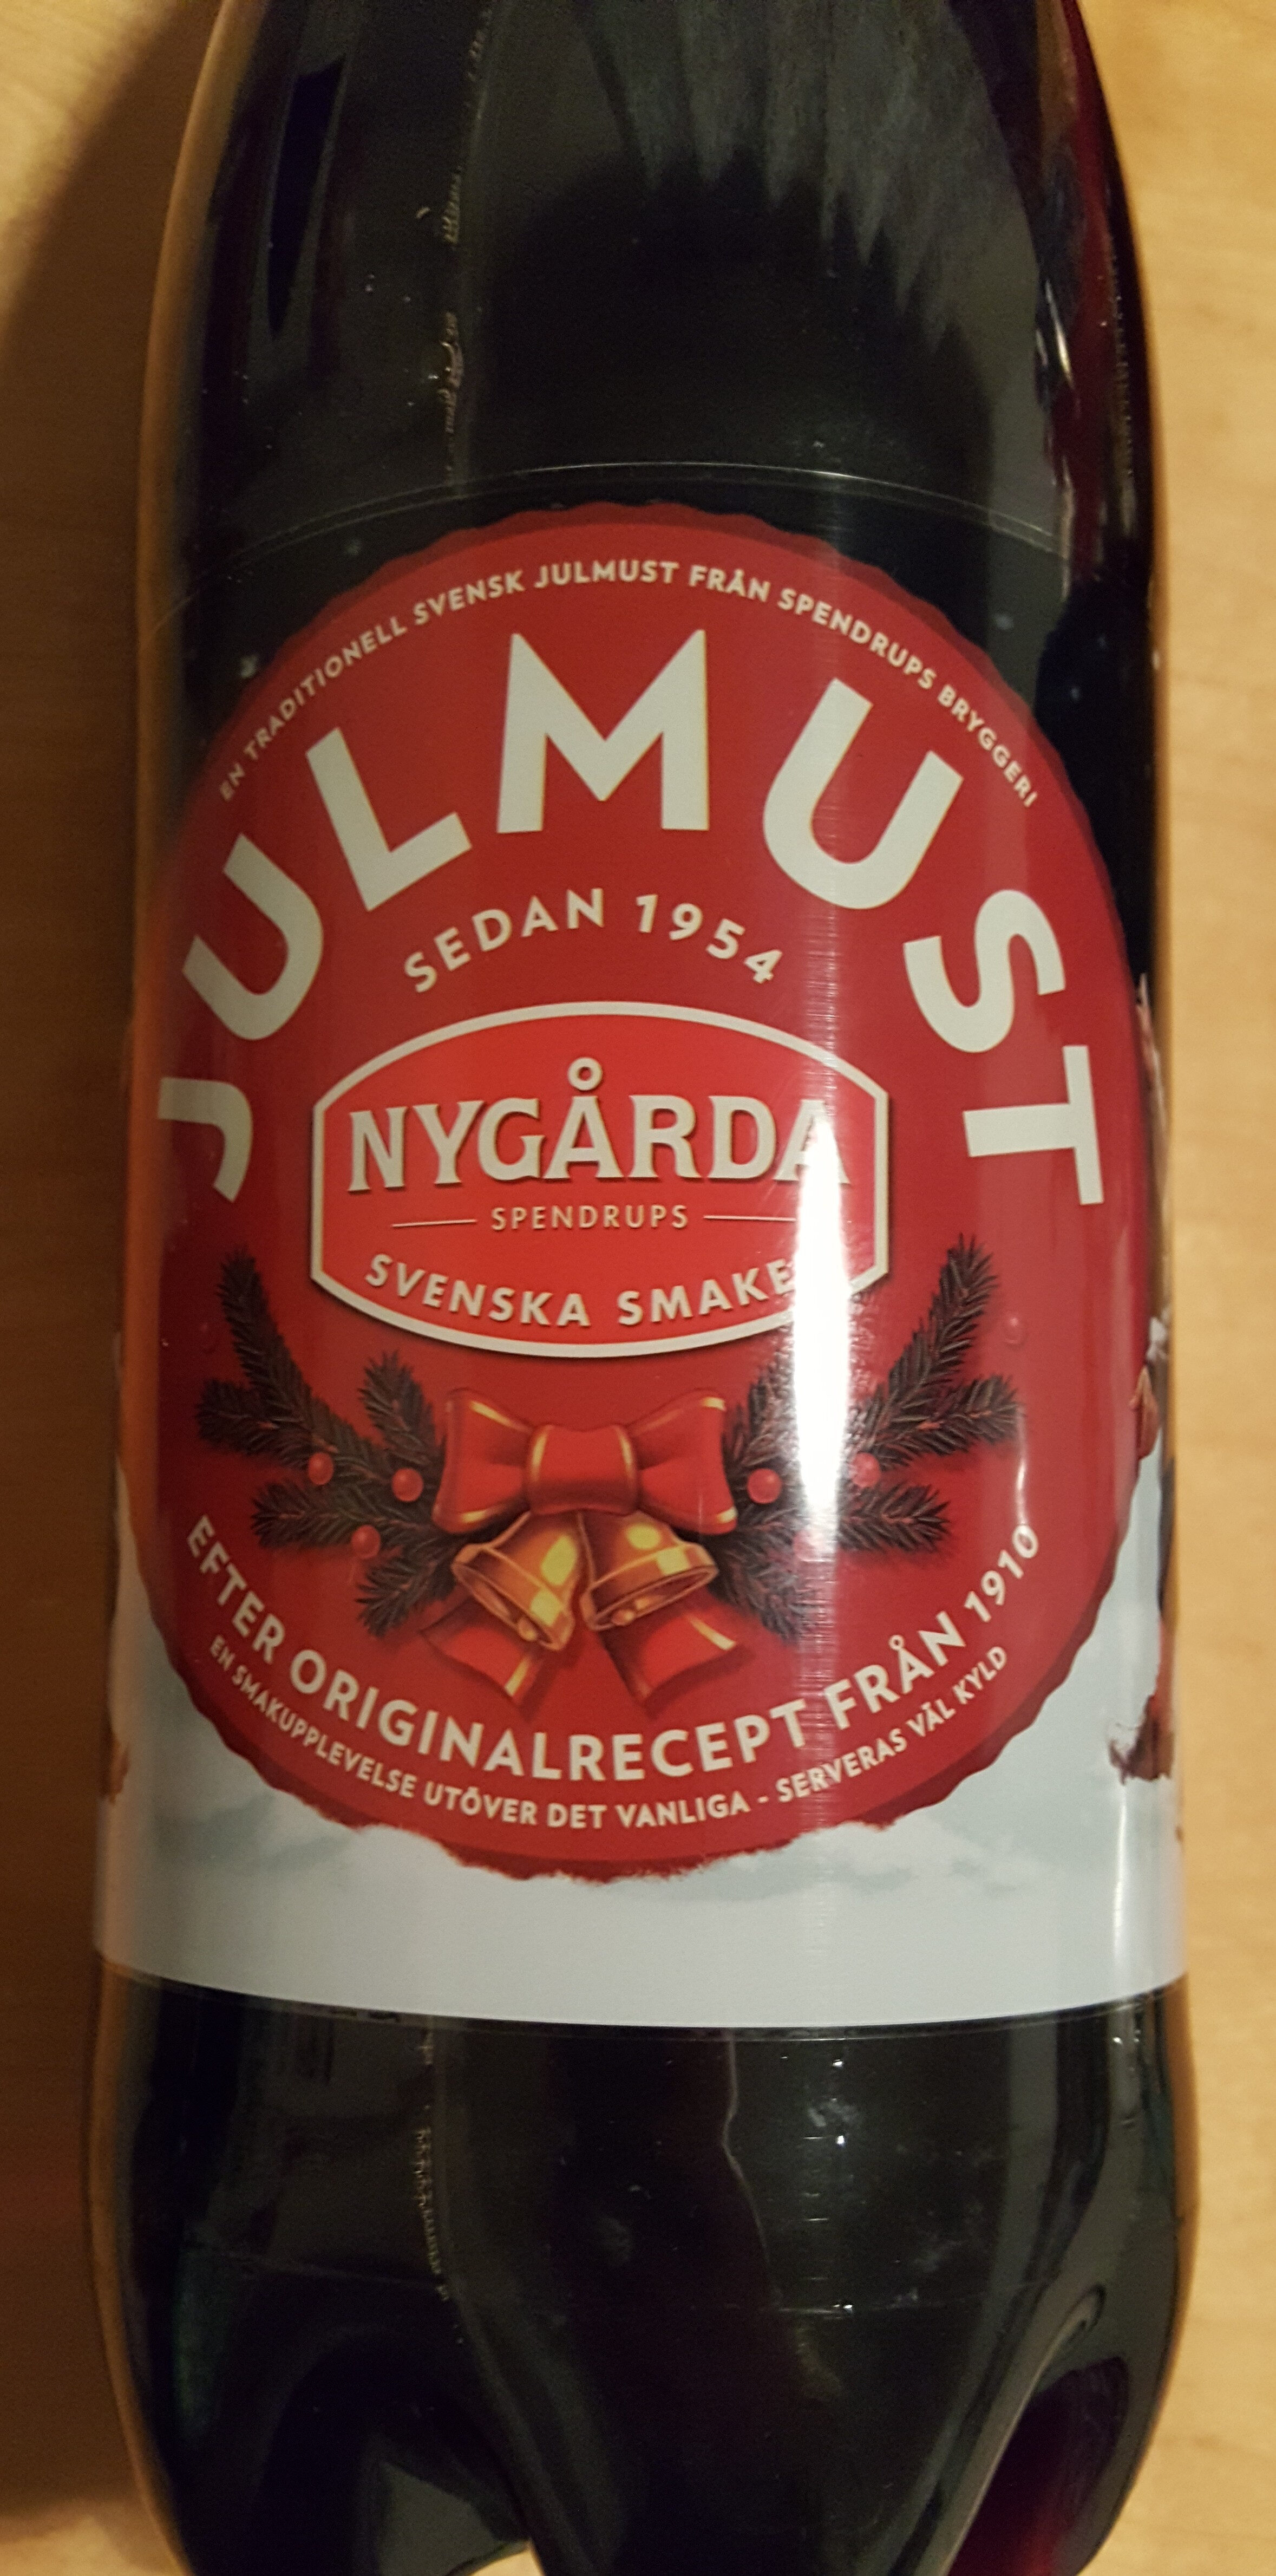 EN TRADITIONELL SVENSK JULMUST FRÅN SPENDRUPS BRYGGERI
JULMUST
SEDAN 1954
NYGÅRDA
SPENDRUPS
SVENSKA
EFTER ORIGINALRECEPT FRÅN 1910
EN SMAKUPPLEVELSE UTÖVER DET VANLIGA - SERVERAS VÄL KYLD